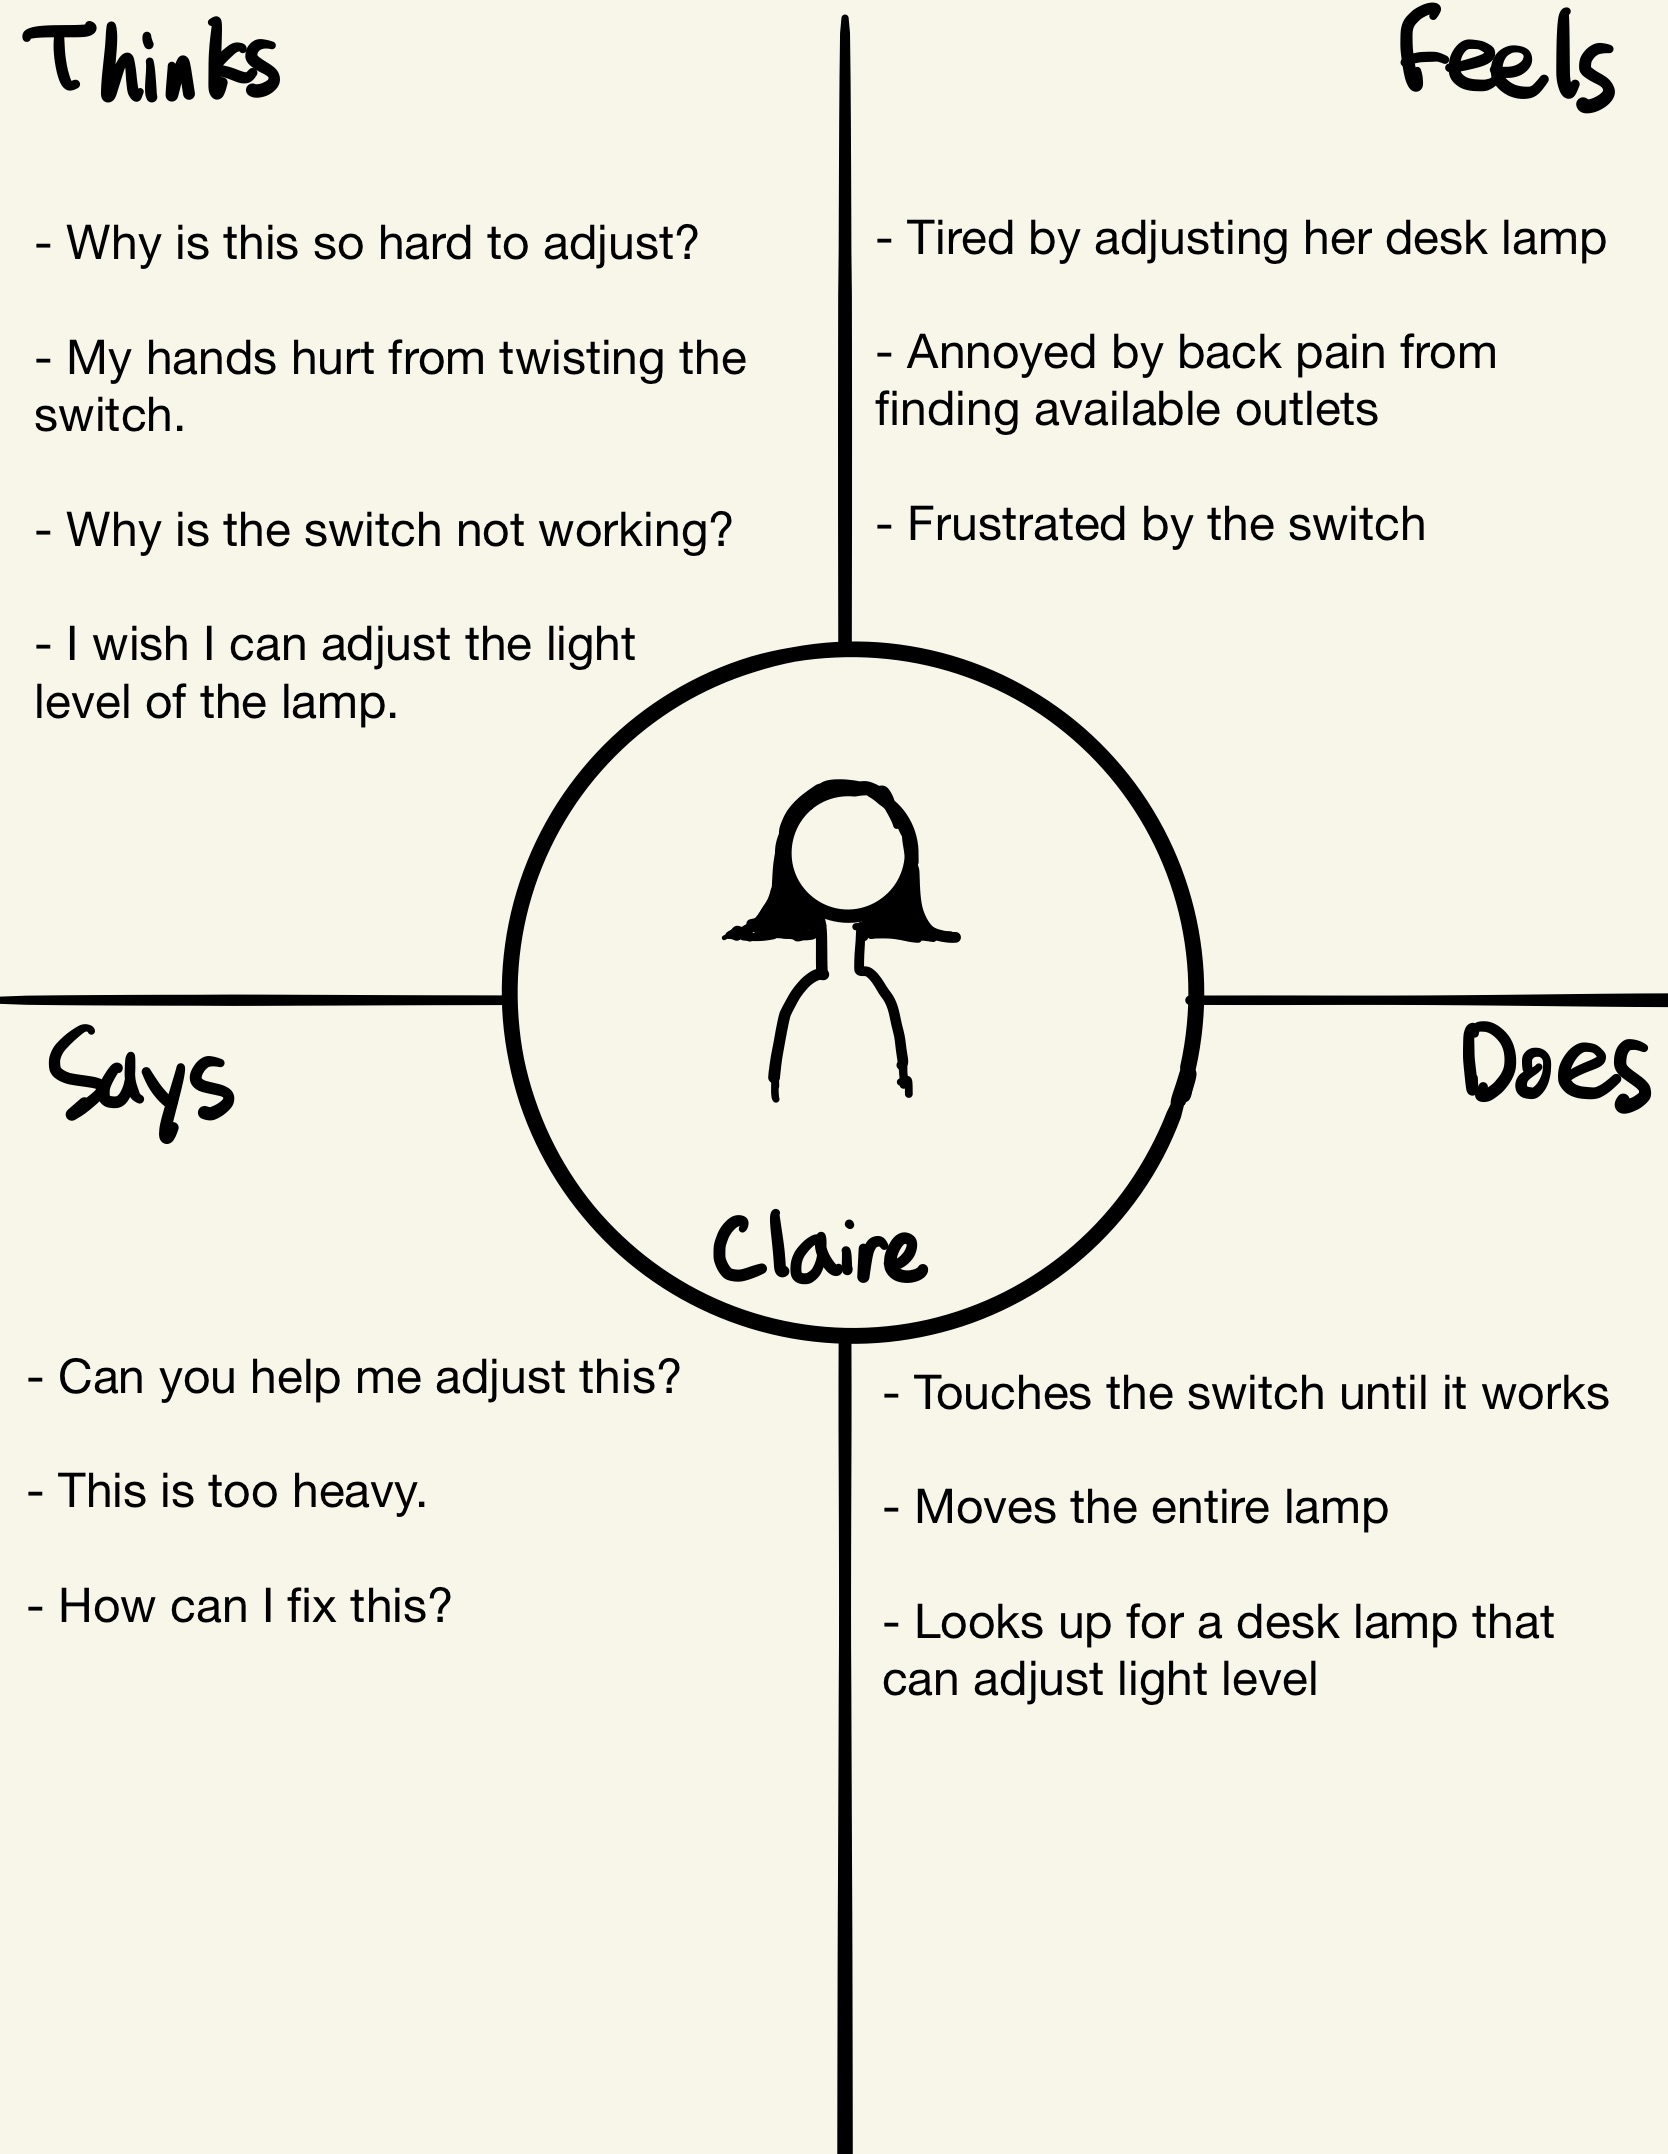 Thinks
- Why is this so hard to adjust?
- My hands hurt from twisting the
switch.
- Why is the switch not working?
- I wish I can adjust the light
level of the lamp.
Feels
- Tired by adjusting her desk lamp
- Annoyed by back pain from
finding available outlets
- Frustrated by the switch
Claire
Says
- Can you help me adjust this?
- This is too heavy.
- How can I fix this?
Does
- Touches the switch until it works
- Moves the entire lamp
- Looks up for a desk lamp that
can adjust light level